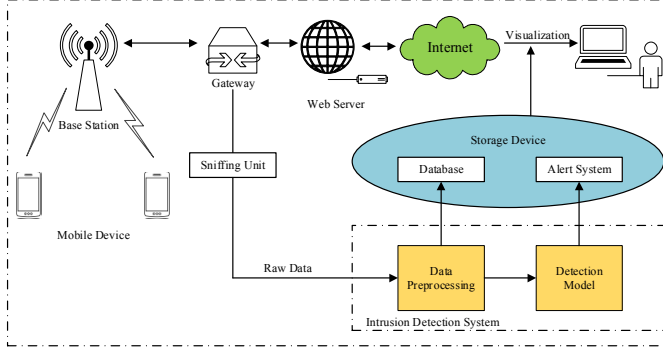 Internet
Visualization
Gateway
Web Server
Base Station
Storage Device
Sniffing Unit
Database
Alert System
Mobile Device
Raw Data
Data
Preprocessing
Detection
Model
Intrusion Detection System